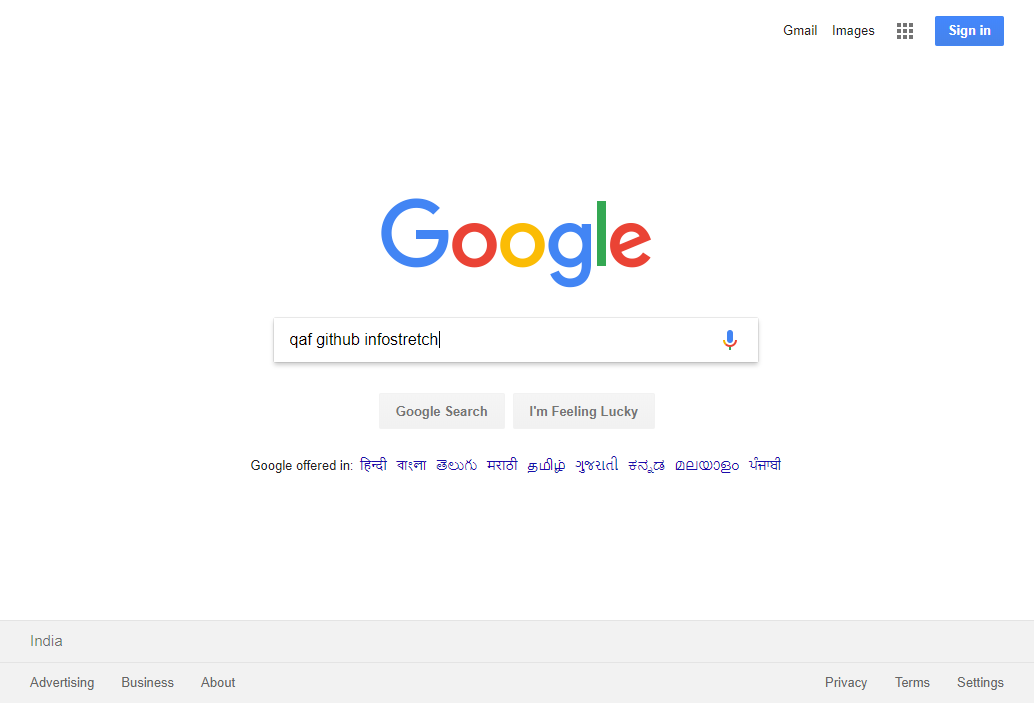 Gmail Images Sign in
Google
qaf github infostretch
Google Search I'm Feeling Lucky
Google offered in: हिन्दी বাংলা తెలుగు मराठी தமிழ் ગુજરાતી ಕನ್ನಡ മലയാളം ਪੰਜਾਬੀ
India
Advertising Business About Privacy Terms Settings